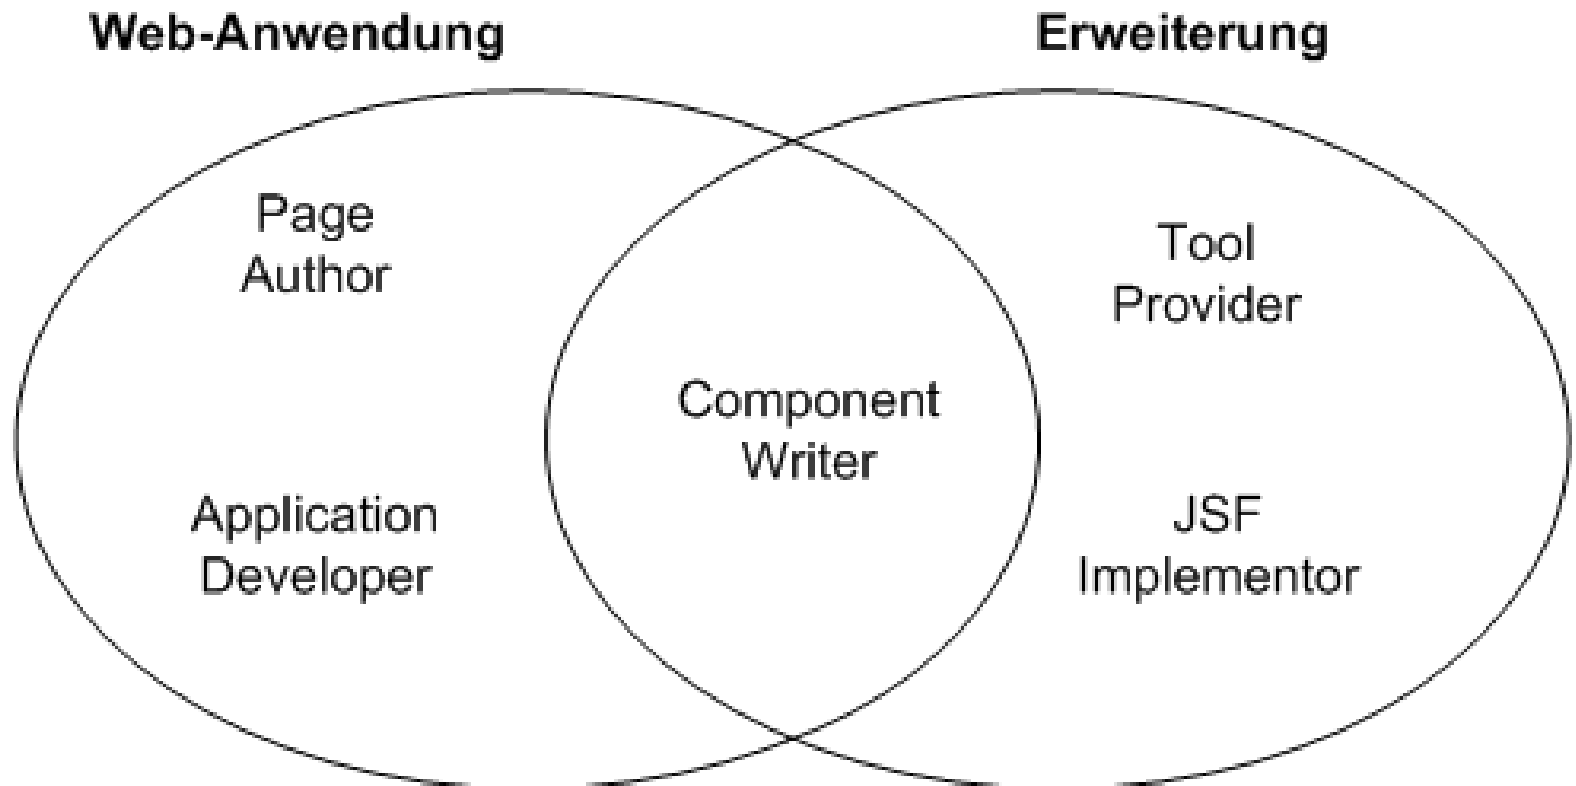 Web-Anwendung
Erweiterung
Page
Author
Application
Developer
Component
Writer
Tool
Provider
JSF
Implementor